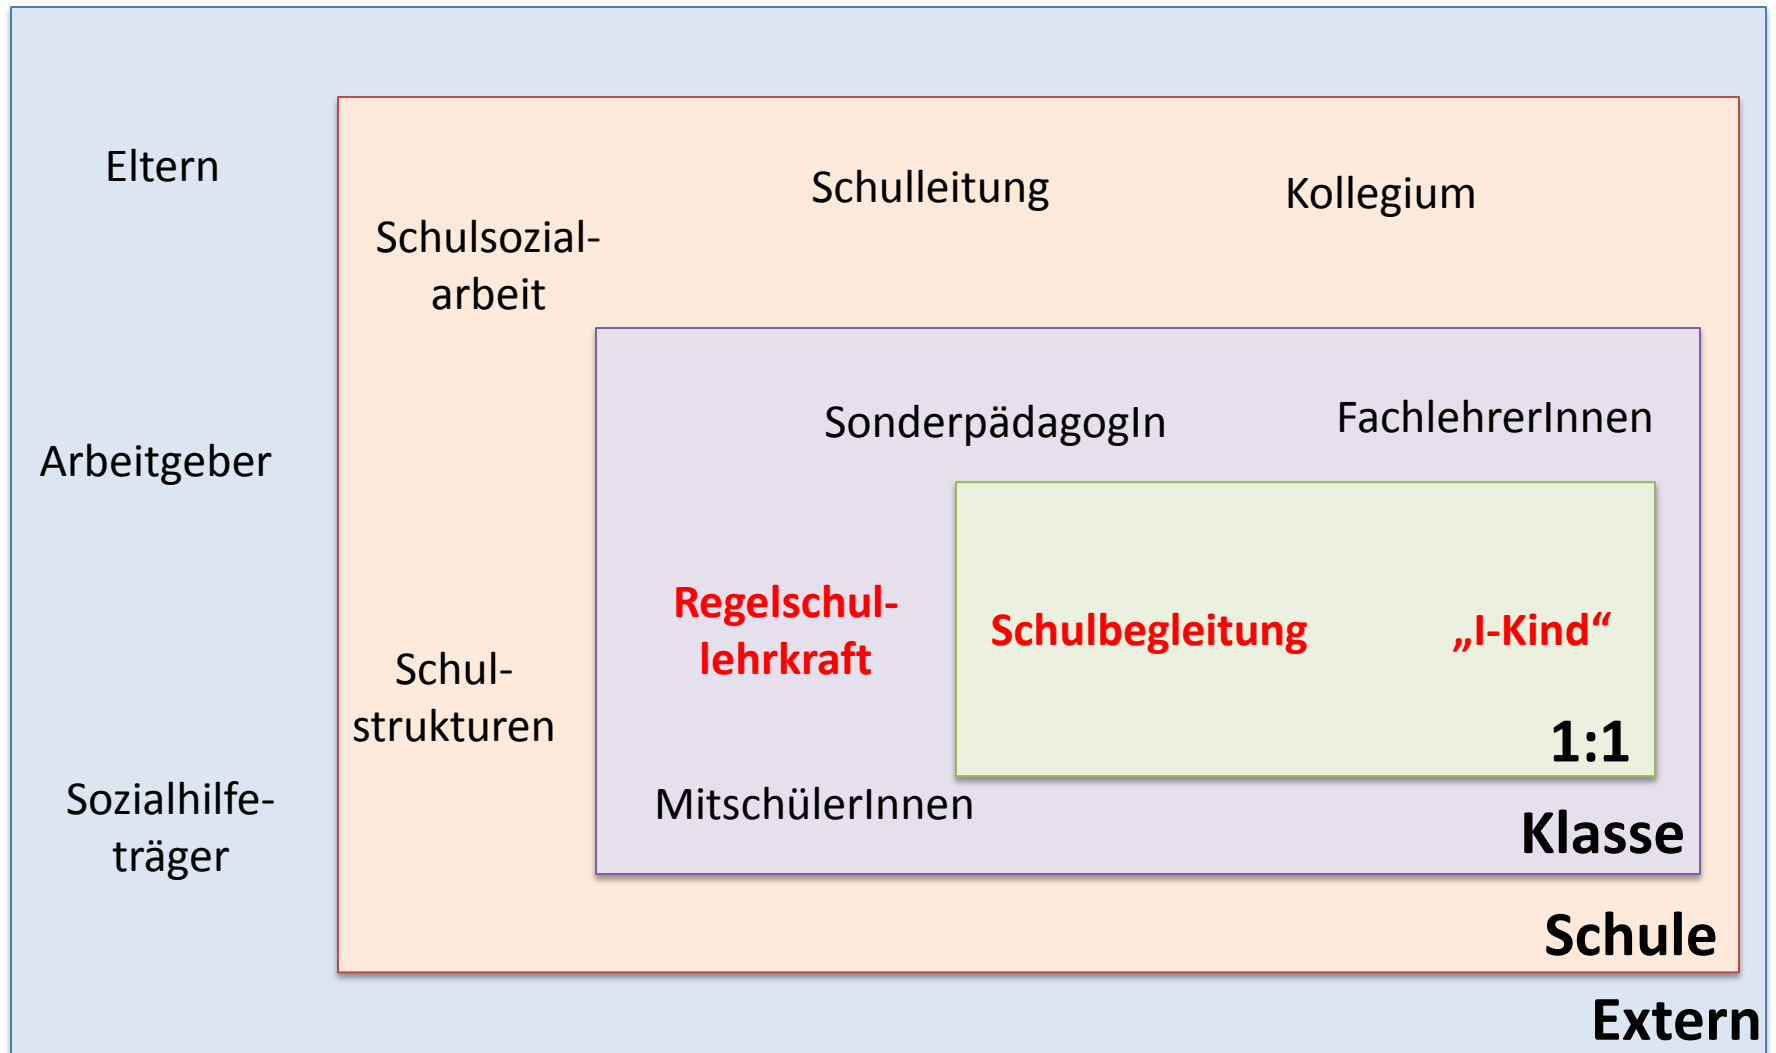 Eltern
Schulleitung
Kollegium
Schulsozial-
arbeit
SonderpädagogIn
FachlehrerInnen
Arbeitgeber
Regelschul-
lehrkraft
Schulbegleitung
„I-Kind“
Schul-
strukturen
1:1
Sozialhilfe-
träger
MitschülerInnen
Klasse
Schule
Extern